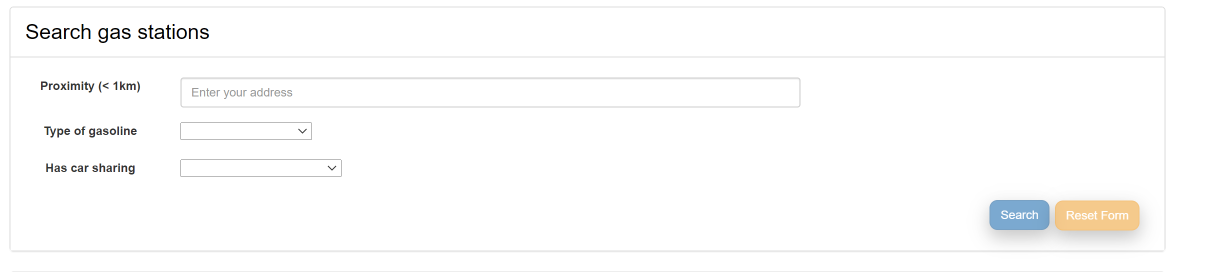 Search gas stations
Proximity (< 1km)
Enter your address
Type of gasoline
Has car sharing
Search
Reset Form